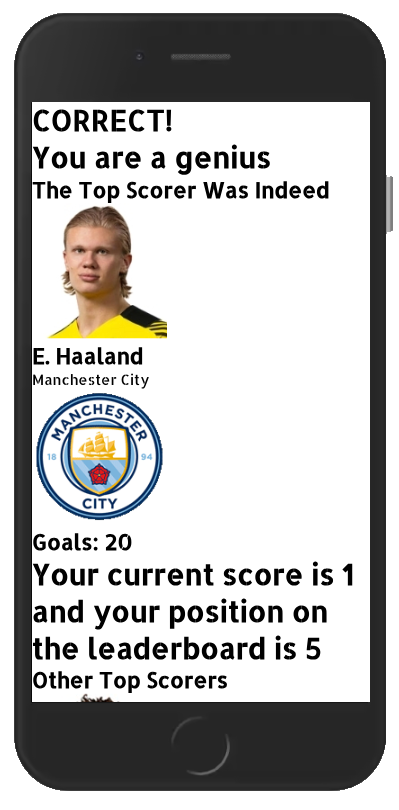 CORRECT!
You are a genius
The Top Scorer Was Indeed
E. Haaland
Manchester City
MANCHESTER
18 94
CITY
Goals: 20
Your current score is 1
and your position on
the leaderboard is 5
Other Top Scorers